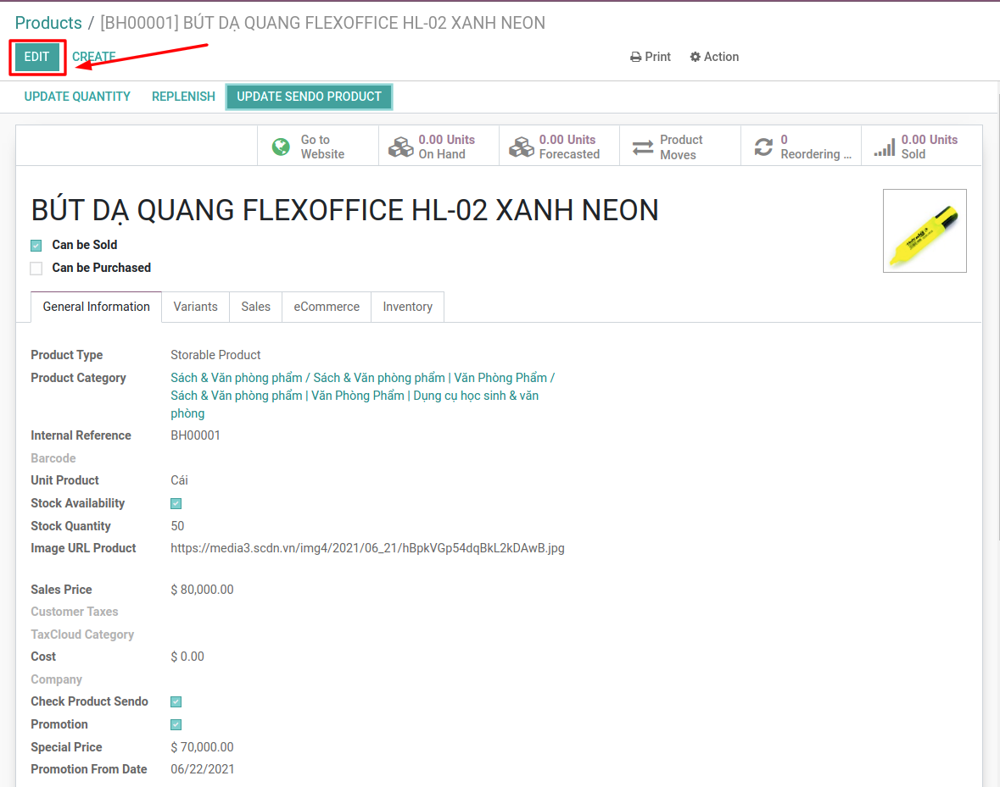 Products / [BH00001] BÚT DẠ QUANG FLEXOFFICE HL-02 XANH NEON
EDIT CREATE Print Action
UPDATE QUANTITY REPLENISH UPDATE SENDO PRODUCT
Go to Website
0.00 Units On Hand
0.00 Units Forecasted
Product Moves
0 Reordering ...
0.00 Units Sold
BÚT DẠ QUANG FLEXOFFICE HL-02 XANH NEON
Can be Sold
Can be Purchased
General Information Variants Sales eCommerce Inventory
Product Type Storable Product
Product Category Sách & Văn phòng phẩm / Sách & Văn phòng phẩm | Văn Phòng Phẩm /
Sách & Văn phòng phẩm | Văn Phòng Phẩm | Dụng cụ học sinh & văn
phòng
Internal Reference BH00001
Barcode
Unit Product Cái
Stock Availability
Stock Quantity 50
Image URL Product https://media3.scdn.vn/img4/2021/06_21/hBpkVGp54dqBkL2kDAwB.jpg
Sales Price $ 80,000.00
Customer Taxes
TaxCloud Category
Cost $ 0.00
Company
Check Product Sendo
Promotion
Special Price $ 70,000.00
Promotion From Date 06/22/2021